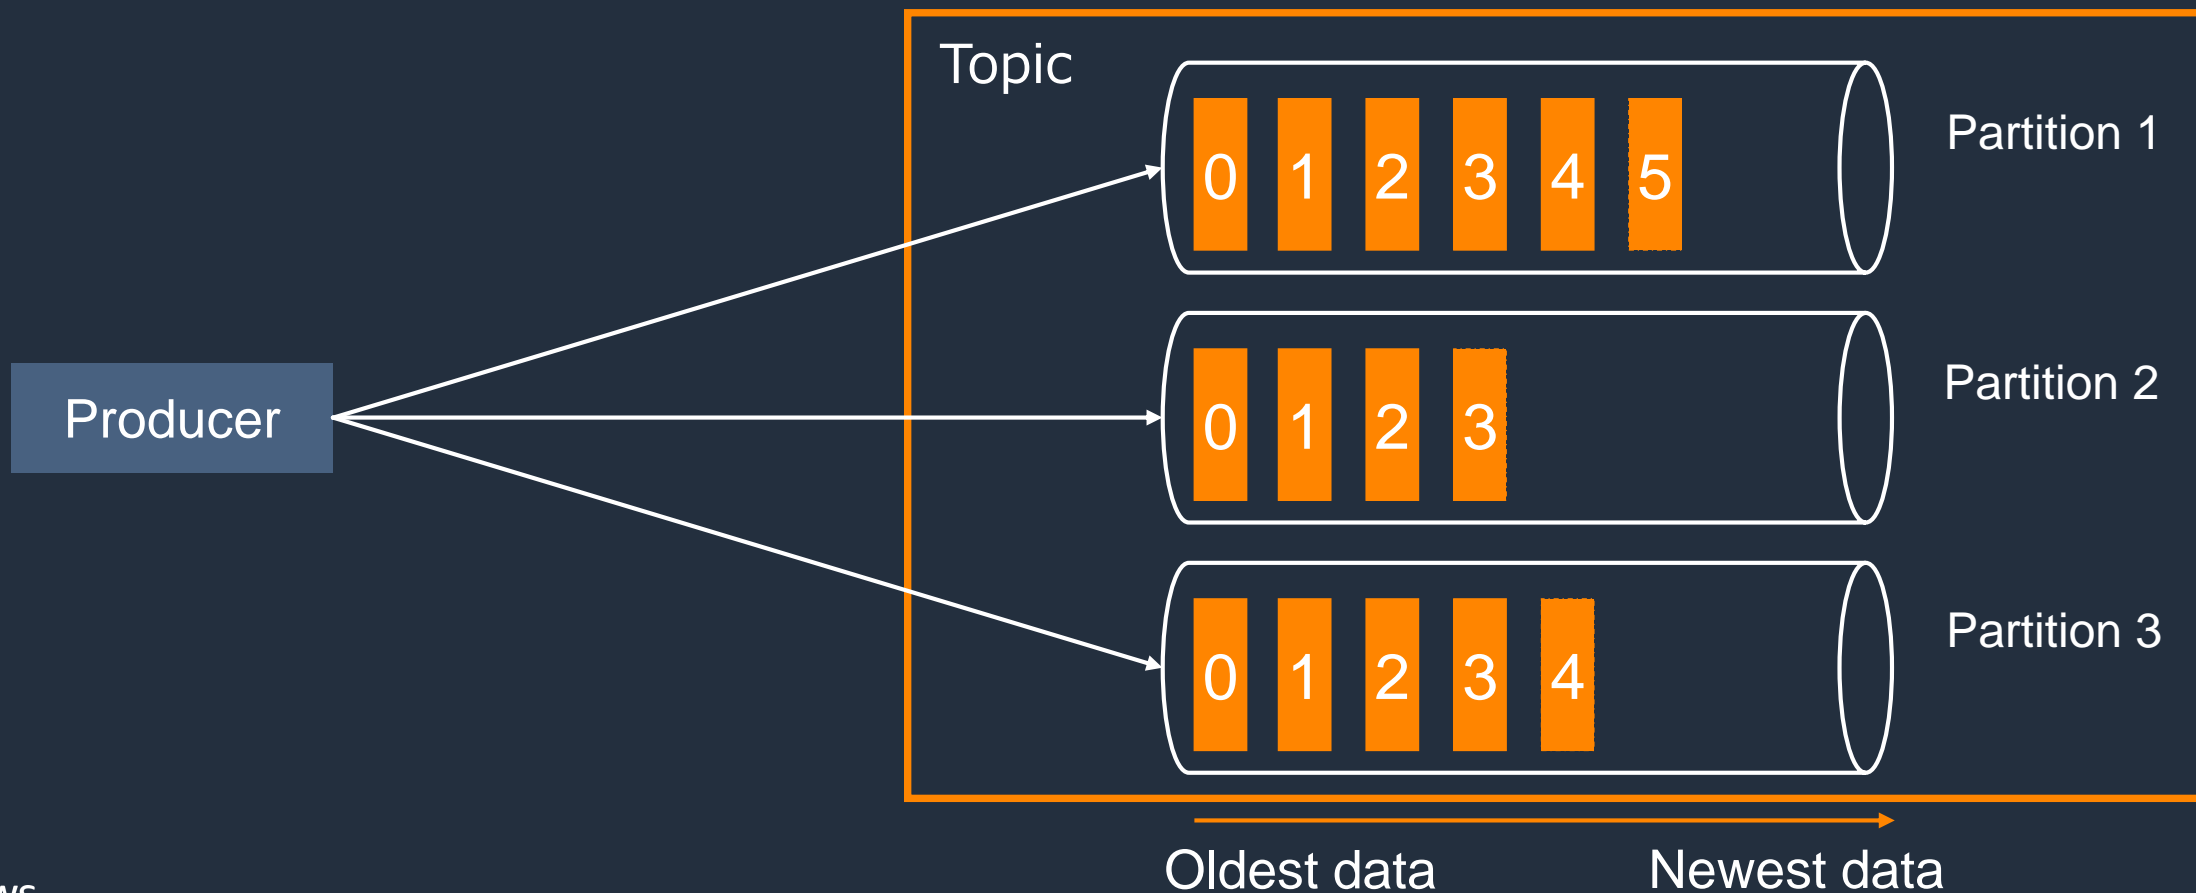 Topic
0 1 2 3 4 5
Partition 1
Producer
0 1 2 3
Partition 2
0 1 2 3 4
Partition 3
Oldest data
Newest data